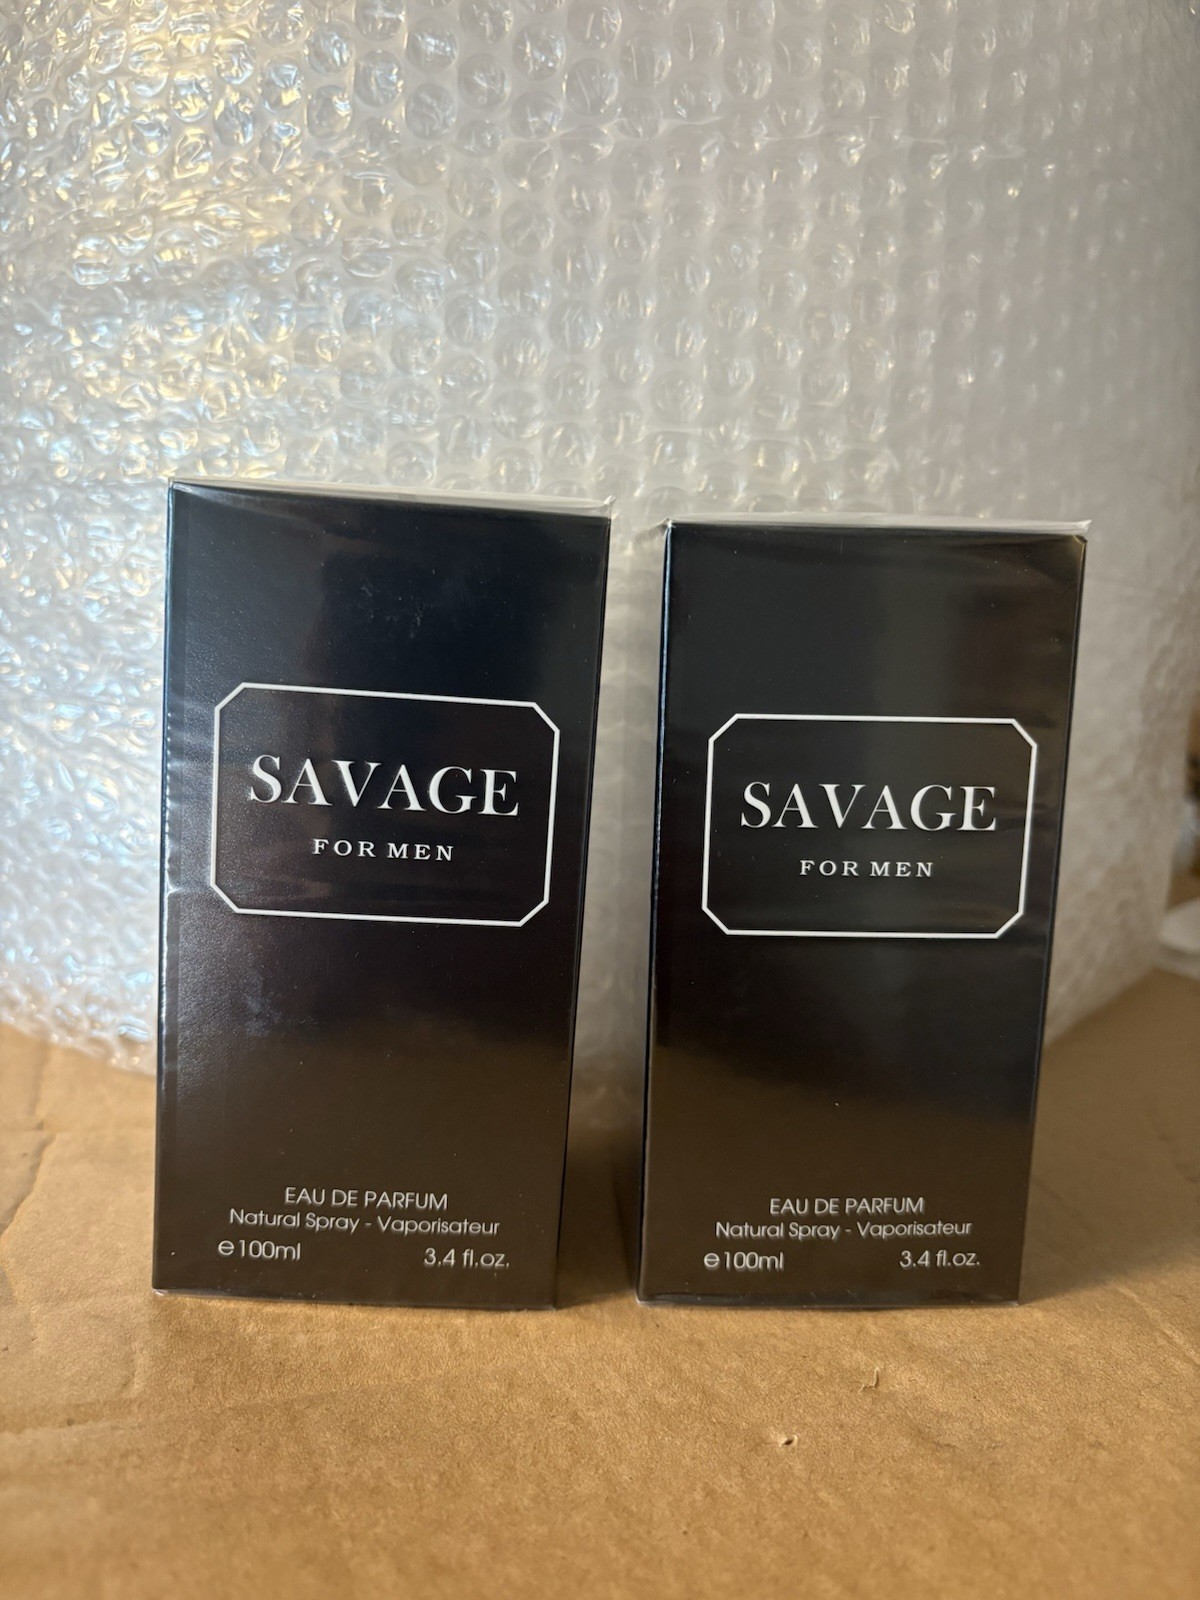 SAVAGE
FOR MEN
EAU DE PARFUM
Natural Spray - Vaporisateur
℮100ml 3.4 fl.oz.
SAVAGE
FOR MEN
EAU DE PARFUM
Natural Spray - Vaporisateur
℮100ml 3.4 fl.oz.